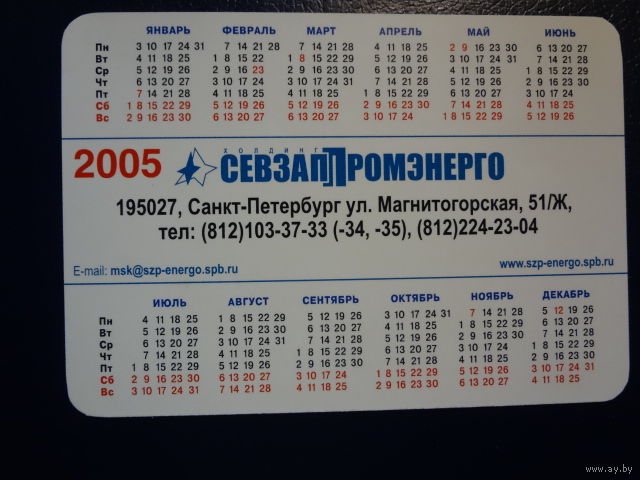 ЯНВАРЬ ФЕВРАЛЬ МАРТ АПРЕЛЬ МАЙ ИЮНЬ
Пн 3 10 17 24 31 7 14 21 28 7 14 21 28 4 11 18 25 2 9 16 23 30 6 13 20 27
Вт 4 11 18 25 1 8 15 22 1 8 15 22 29 5 12 19 26 3 10 17 24 31 7 14 21 28
Ср 5 12 19 26 2 9 16 23 2 9 16 23 30 6 13 20 27 4 11 18 25 1 8 15 22 29
Чт 6 13 20 27 3 10 17 24 3 10 17 24 31 7 14 21 28 5 12 19 26 2 9 16 23 30
Пт 7 14 21 28 4 11 18 25 4 11 18 25 1 8 15 22 29 6 13 20 27 3 10 17 24
Сб 1 8 15 22 29 5 12 19 26 5 12 19 26 2 9 16 23 30 7 14 21 28 4 11 18 25
Вс 2 9 16 23 30 6 13 20 27 6 13 20 27 3 10 17 24 1 8 15 22 29 5 12 19 26
ХОЛДИНГ
2005 СЕВЗАППРОМЭНЕРГО
195027, Санкт-Петербург ул. Магнитогорская, 51/Ж,
тел: (812)103-37-33 (-34, -35), (812)224-23-04
E-mail: msk@szp-energo.spb.ru www.szp-energo.spb.ru
ИЮЛЬ АВГУСТ СЕНТЯБРЬ ОКТЯБРЬ НОЯБРЬ ДЕКАБРЬ
Пн 4 11 18 25 1 8 15 22 29 5 12 19 26 3 10 17 24 31 7 14 21 28 5 12 19 26
Вт 5 12 19 26 2 9 16 23 30 6 13 20 27 4 11 18 25 1 8 15 22 29 6 13 20 27
Ср 6 13 20 27 3 10 17 24 31 7 14 21 28 5 12 19 26 2 9 16 23 30 7 14 21 28
Чт 7 14 21 28 4 11 18 25 1 8 15 22 29 6 13 20 27 3 10 17 24 1 8 15 22 29
Пт 1 8 15 22 29 5 12 19 26 2 9 16 23 30 7 14 21 28 4 11 18 25 2 9 16 23 30
Сб 2 9 16 23 30 6 13 20 27 3 10 17 24 1 8 15 22 29 5 12 19 26 3 10 17 24 31
Вс 3 10 17 24 31 7 14 21 28 4 11 18 25 2 9 16 23 30 6 13 20 27 4 11 18 25
www.ay.by